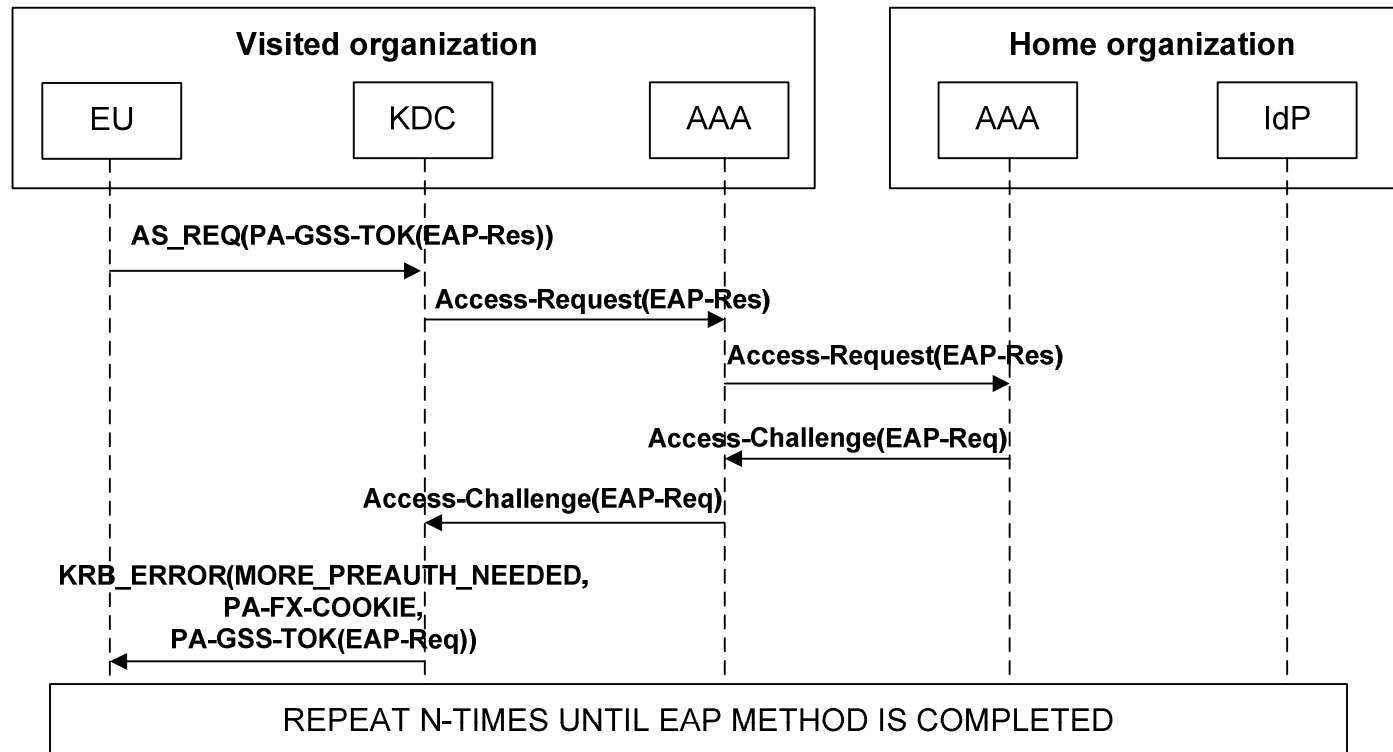 Visited organization
Home organization
EU
KDC
AAA
AAA
IdP
AS_REQ(PA-GSS-TOK(EAP-Res))
Access-Request(EAP-Res)
Access-Request(EAP-Res)
Access-Challenge(EAP-Req)
Access-Challenge(EAP-Req)
KRB_ERROR(MORE_PREAUTH_NEEDED,
PA-FX-COOKIE,
PA-GSS-TOK(EAP-Req))
REPEAT N-TIMES UNTIL EAP METHOD IS COMPLETED